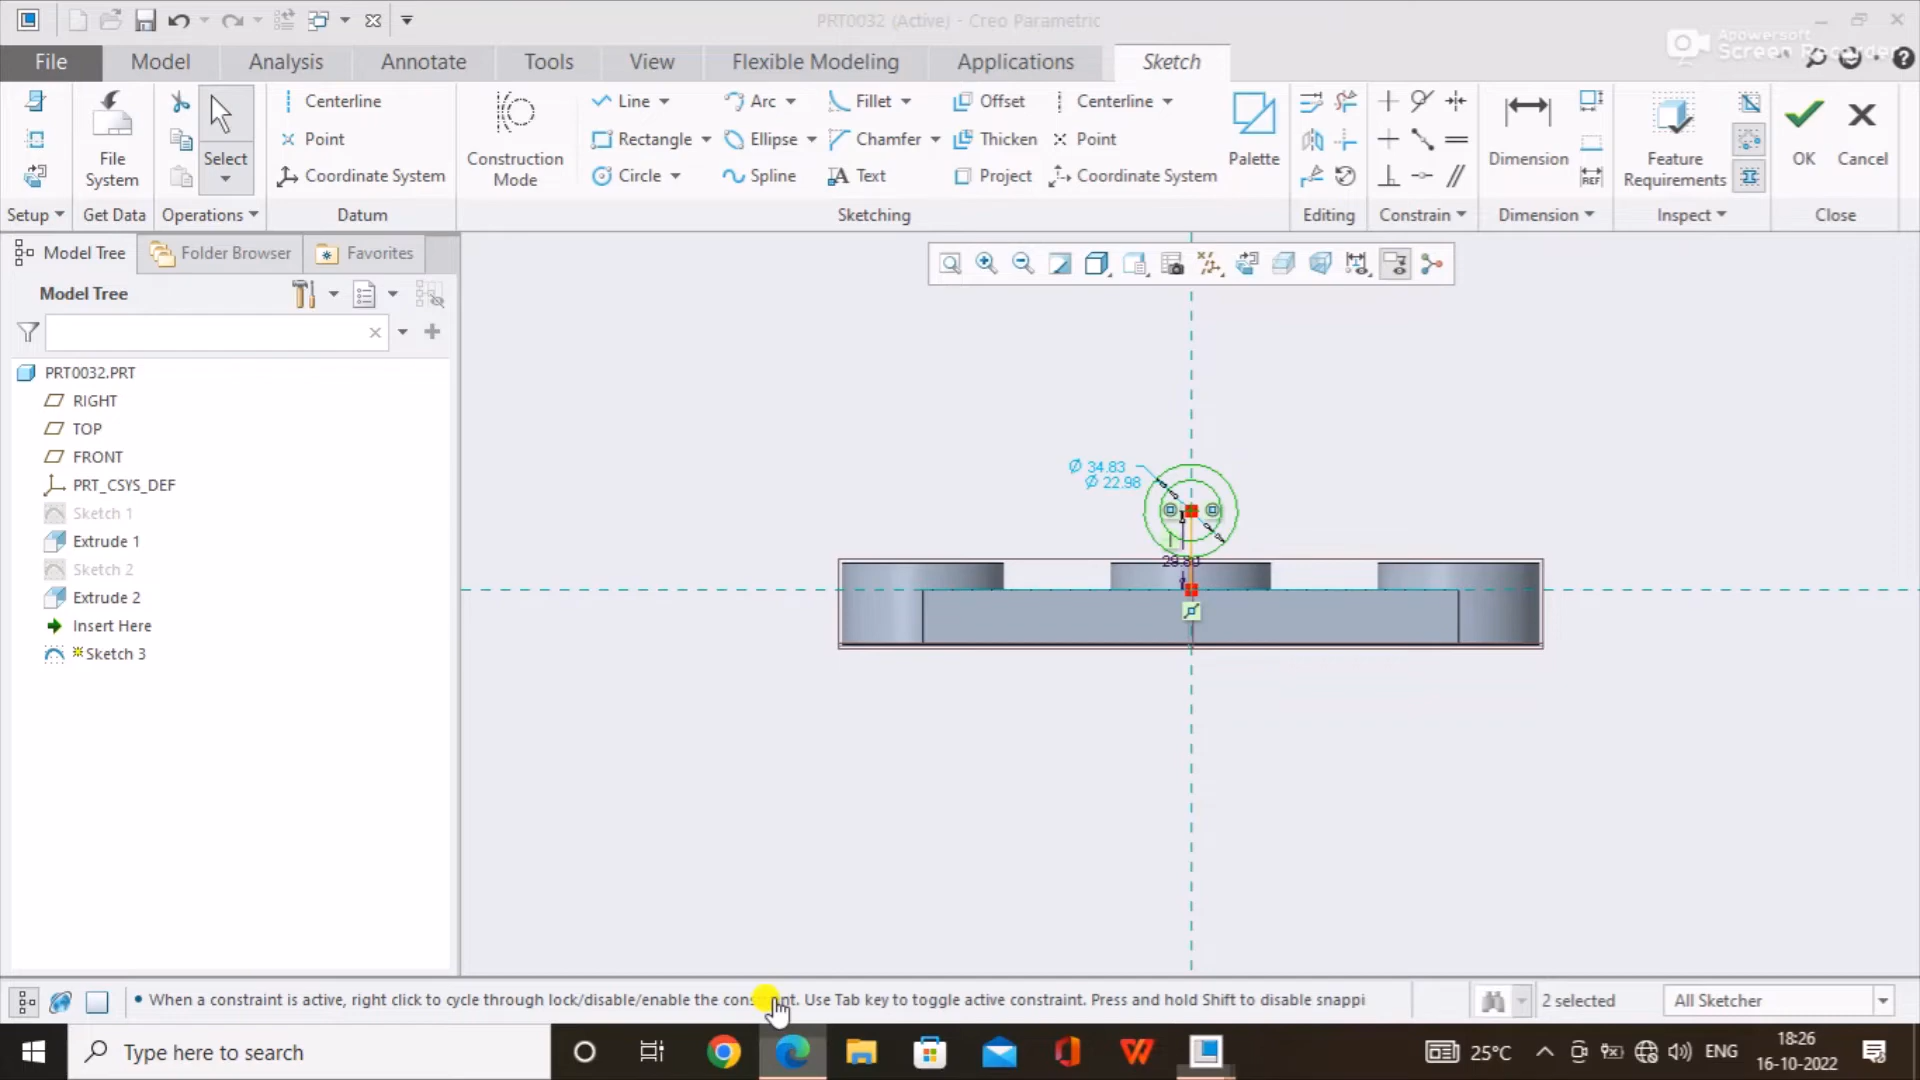 PRT0032 (Active) - Creo Parametric
Apowersoft
Screen Recorder
File
Model
Analysis
Annotate
Tools
View
Flexible Modeling
Applications
Sketch
Centerline
Point
Coordinate System
Line
Rectangle
Circle
Arc
Ellipse
Spline
Fillet
Chamfer
Text
Offset
Thicken
Project
Centerline
Point
Coordinate System
File
System
Select
Construction
Mode
Palette
Dimension
REF
Feature
Requirements
OK
Cancel
Setup
Get Data
Operations
Datum
Sketching
Editing
Constrain
Dimension
Inspect
Close
Model Tree
Folder Browser
Favorites
Model Tree
PRT0032.PRT
RIGHT
TOP
FRONT
PRT_CSYS_DEF
Sketch 1
Extrude 1
Sketch 2
Extrude 2
Insert Here
Sketch 3
Ø 34.83
Ø 22.98
When a constraint is active, right click to cycle through lock/disable/enable the constraint. Use Tab key to toggle active constraint. Press and hold Shift to disable snappi
2 selected
All Sketcher
Type here to search
25°C
ENG
18:26
16-10-2022